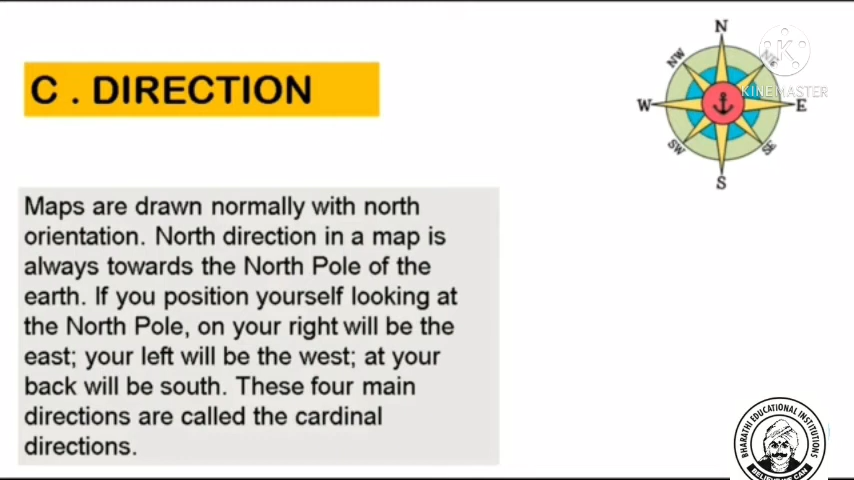 C . DIRECTION
N
NW
NE
KINEMASTER
W
E
SW
SE
S
Maps are drawn normally with north
orientation. North direction in a map is
always towards the North Pole of the
earth. If you position yourself looking at
the North Pole, on your right will be the
east; your left will be the west; at your
back will be south. These four main
directions are called the cardinal
directions.
BHARATHI EDUCATIONAL INSTITUTIONS